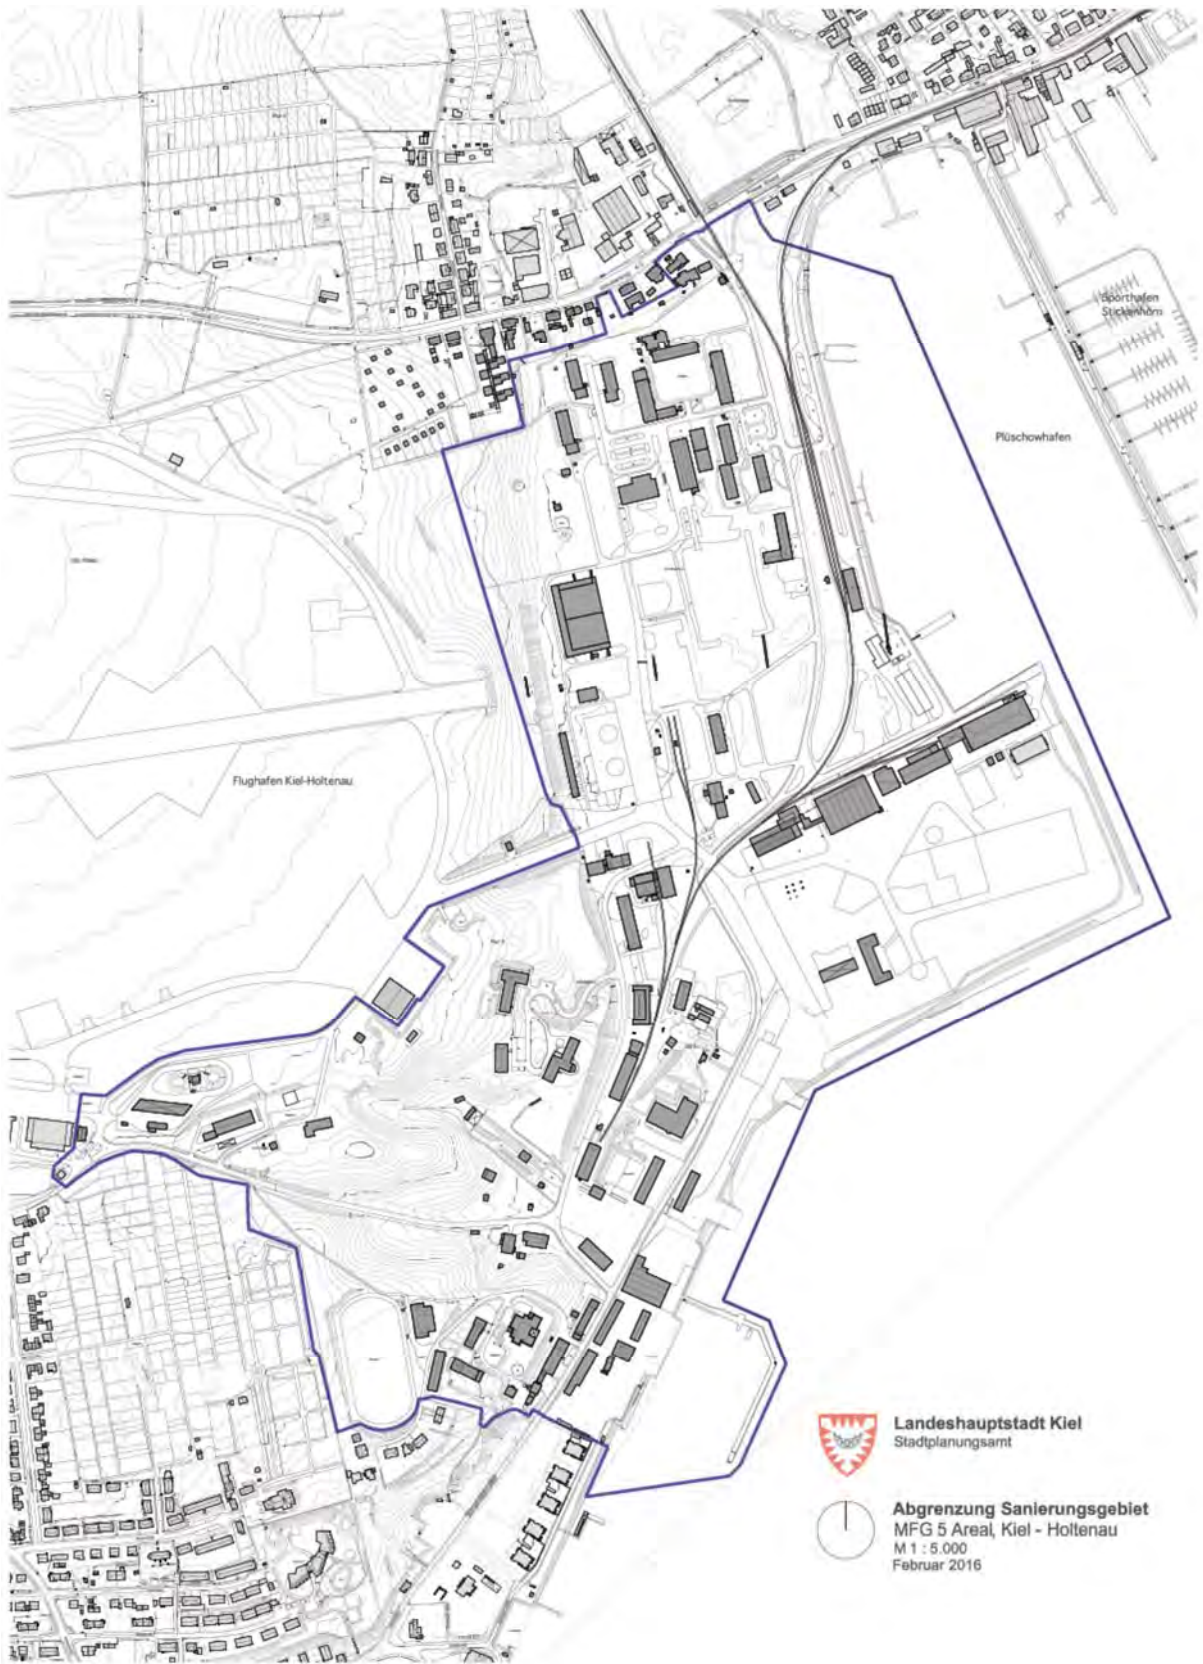 Sporthafen
Stickenhörn
Plüschowhafen
Flughafen Kiel-Holtenau
Landeshauptstadt Kiel
Stadtplanungsamt
Abgrenzung Sanierungsgebiet
MFG 5 Areal, Kiel - Holtenau
M 1 : 5.000
Februar 2016